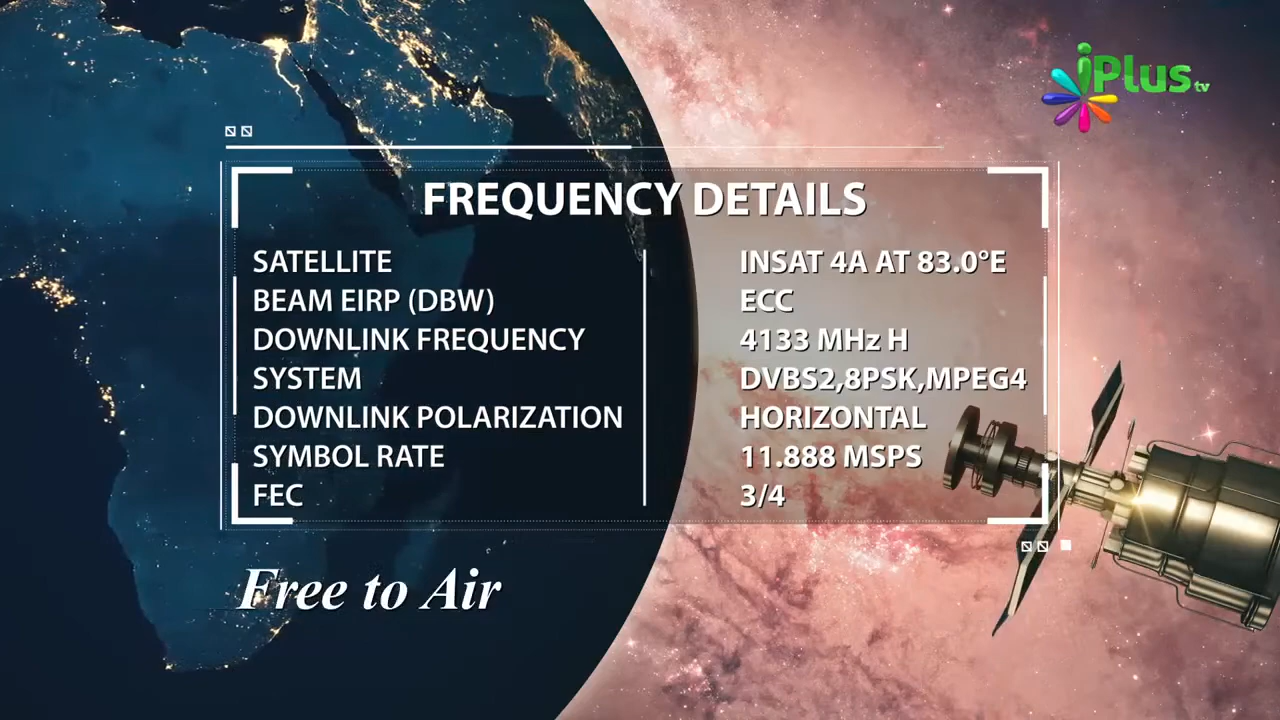 iPlus tv
FREQUENCY DETAILS
SATELLITE INSAT 4A AT 83.0°E
BEAM EIRP (DBW) ECC
DOWNLINK FREQUENCY 4133 MHz H
SYSTEM DVBS2,8PSK,MPEG4
DOWNLINK POLARIZATION HORIZONTAL
SYMBOL RATE 11.888 MSPS
FEC 3/4
Free to Air